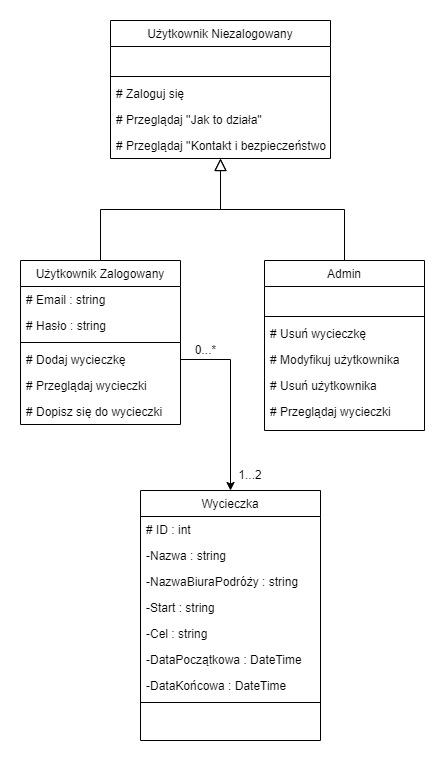 Użytkownik Niezalogowany
# Zaloguj się
# Przeglądaj "Jak to działa"
# Przeglądaj "Kontakt i bezpieczeństwo
Użytkownik Zalogowany
# Email : string
# Hasło : string
# Dodaj wycieczkę
# Przeglądaj wycieczki
# Dopisz się do wycieczki
Admin
# Usuń wycieczkę
# Modyfikuj użytkownika
# Usuń użytkownika
# Przeglądaj wycieczki
0...*
1...2
Wycieczka
# ID : int
-Nazwa : string
-NazwaBiuraPodróży : string
-Start : string
-Cel : string
-DataPoczątkowa : DateTime
-DataKońcowa : DateTime